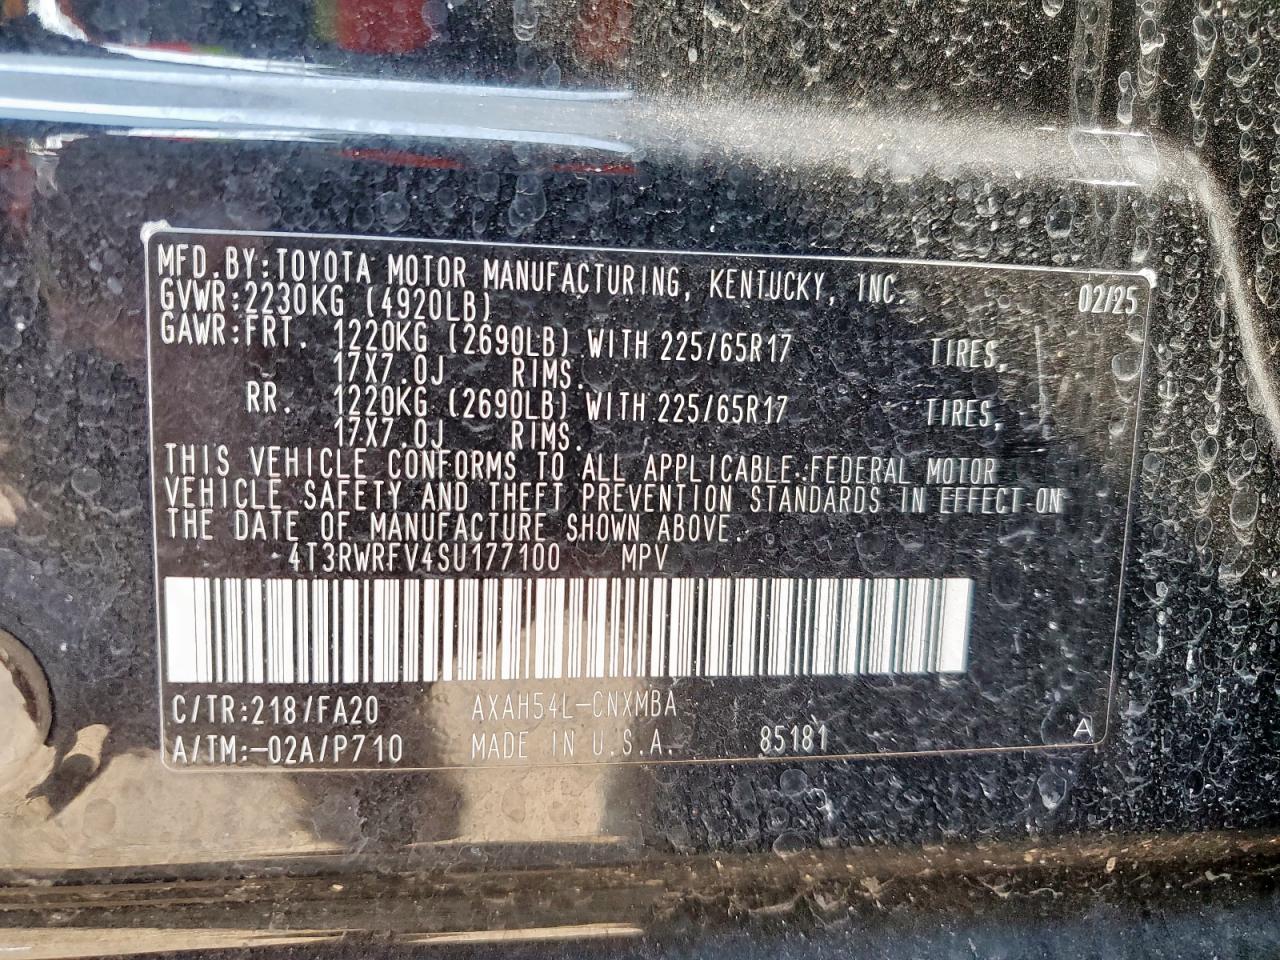 MFD.BY:TOYOTA MOTOR MANUFACTURING, KENTUCKY, INC. 02/25
GVWR:2230KG (4920LB)
GAWR:FRT. 1220KG (2690LB) WITH 225/65R17 TIRES,
17X7.0J RIMS.
RR. 1220KG (2690LB) WITH 225/65R17 TIRES,
17X7.0J RIMS.
THIS VEHICLE CONFORMS TO ALL APPLICABLE FEDERAL MOTOR
VEHICLE SAFETY AND THEFT PREVENTION STANDARDS IN EFFECT ON
THE DATE OF MANUFACTURE SHOWN ABOVE.
4T3RWRFV4SU177100 MPV
C/TR:218/FA20 AXAH54L-CNXMBA
A/TM:-02A/P710 MADE IN U.S.A. 85181 A